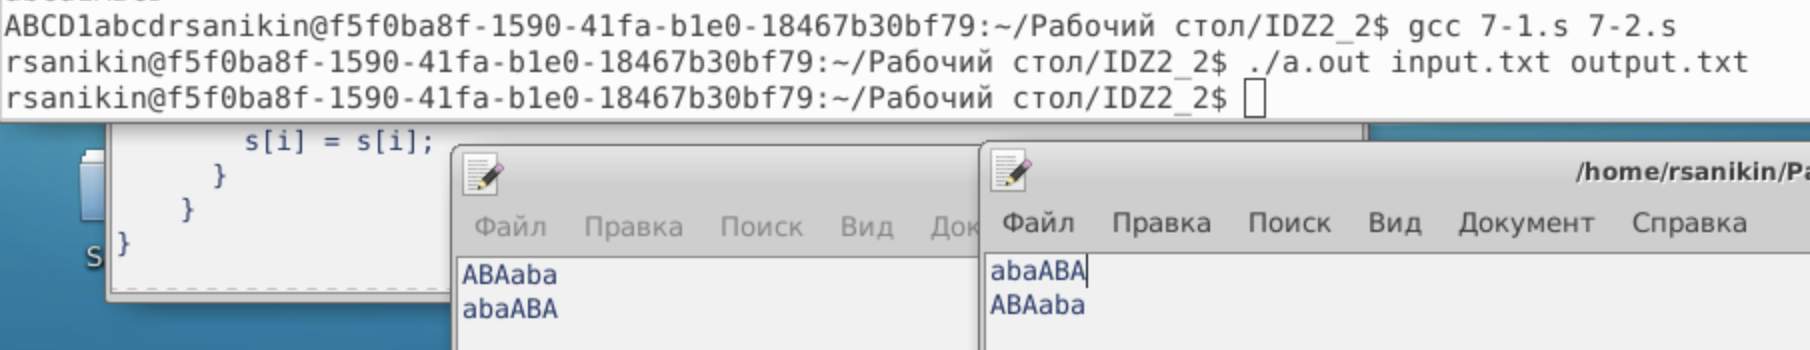 ABCD1abcdrsanikin@f5f0ba8f-1590-41fa-b1e0-18467b30bf79:~/Рабочий стол/IDZ2_2$ gcc 7-1.s 7-2.s
rsanikin@f5f0ba8f-1590-41fa-b1e0-18467b30bf79:~/Рабочий стол/IDZ2_2$ ./a.out input.txt output.txt
rsanikin@f5f0ba8f-1590-41fa-b1e0-18467b30bf79:~/Рабочий стол/IDZ2_2$
s[i] = s[i];
}
}
}
S
Файл Правка Поиск Вид Док
ABAaba
abaABA
/home/rsanikin/Ра
Файл Правка Поиск Вид Документ Справка
abaABA
ABAaba